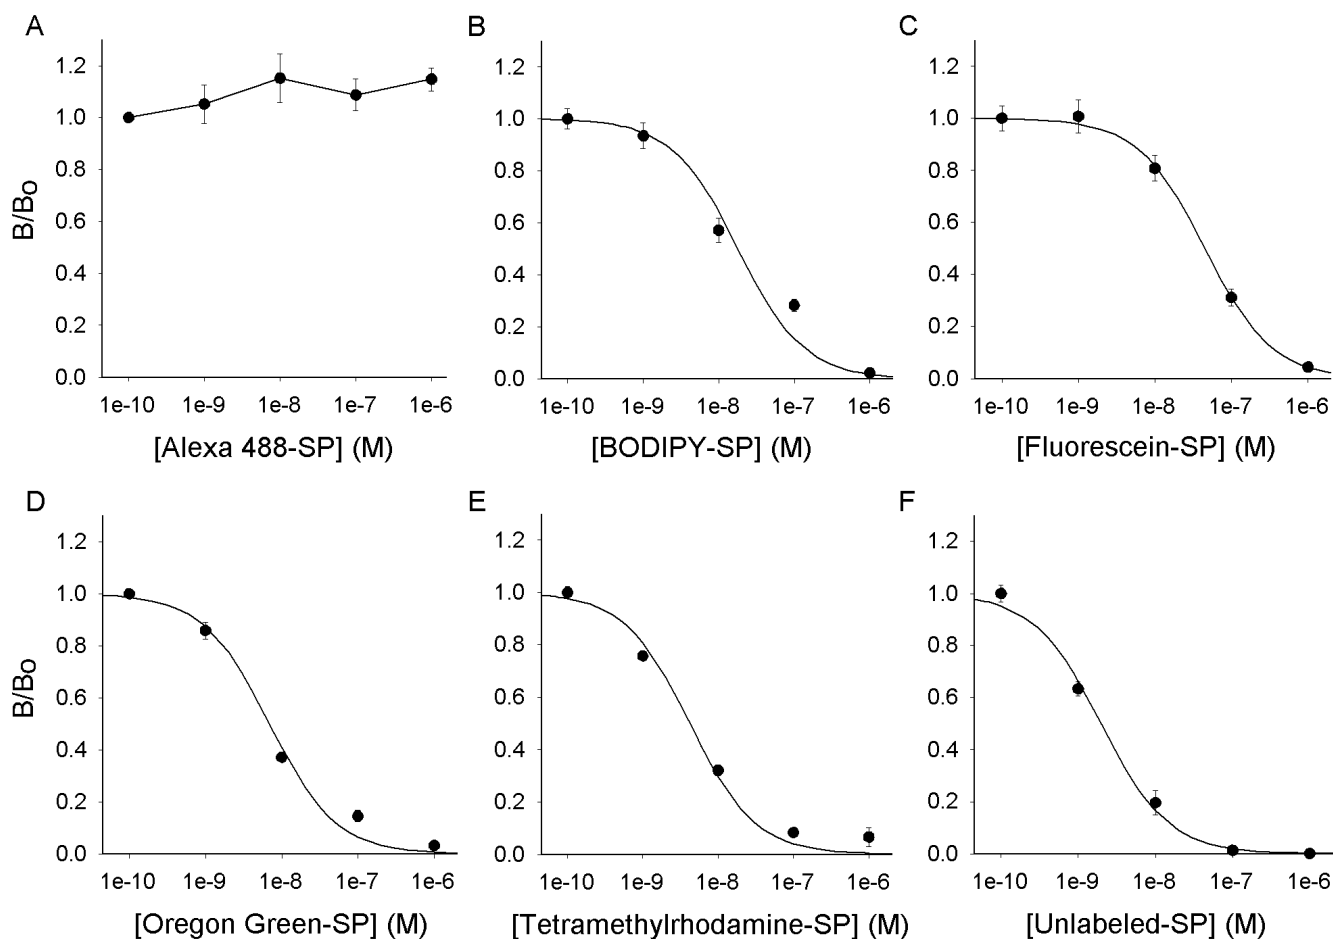 A
B
C
1.2
1.0
0.8
0.6
0.4
0.2
0.0
B/Bo
1e-10 1e-9 1e-8 1e-7 1e-6
[Alexa 488-SP] (M)
1.2
1.0
0.8
0.6
0.4
0.2
0.0
1e-10 1e-9 1e-8 1e-7 1e-6
[BODIPY-SP] (M)
1.2
1.0
0.8
0.6
0.4
0.2
0.0
1e-10 1e-9 1e-8 1e-7 1e-6
[Fluorescein-SP] (M)
D
E
F
1.2
1.0
0.8
0.6
0.4
0.2
0.0
B/Bo
1e-10 1e-9 1e-8 1e-7 1e-6
[Oregon Green-SP] (M)
1.2
1.0
0.8
0.6
0.4
0.2
0.0
1e-10 1e-9 1e-8 1e-7 1e-6
[Tetramethylrhodamine-SP] (M)
1.2
1.0
0.8
0.6
0.4
0.2
0.0
1e-10 1e-9 1e-8 1e-7 1e-6
[Unlabeled-SP] (M)